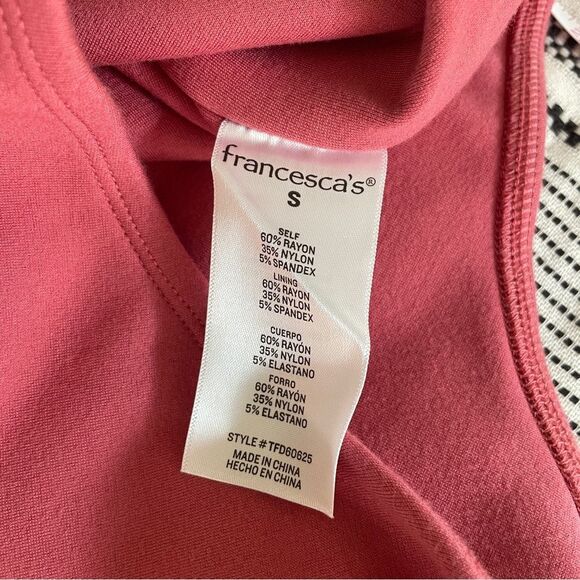 francesca's®
S
SELF
60% RAYON
35% NYLON
5% SPANDEX
LINING
60% RAYON
35% NYLON
5% SPANDEX
CUERPO
60% RAYÓN
35% NYLON
5% ELASTANO
FORRO
60% RAYÓN
35% NYLON
5% ELASTANO
STYLE # TFD60625
MADE IN CHINA
HECHO EN CHINA